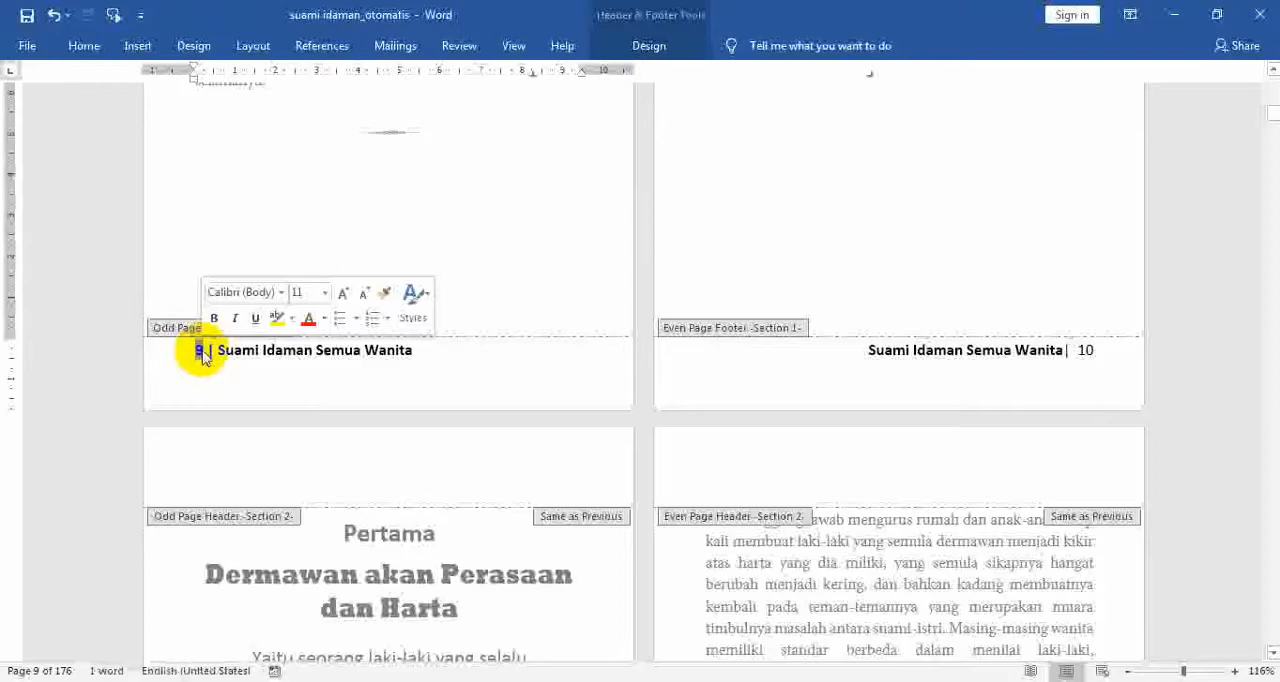 suami idaman_otomatis - Word
Header & Footer Tools
Sign in
File Home Insert Design Layout References Mailings Review View Help Design Tell me what you want to do Share
Calibri (Body) 11
B I U ab A Styles
Odd Page
Even Page Footer -Section 1-
9 | Suami Idaman Semua Wanita
Suami Idaman Semua Wanita| 10
Odd Page Header -Section 2-
Same as Previous
Pertama
Dermawan akan Perasaan
dan Harta
Yaitu seorang laki-laki yang selalu
Even Page Header -Section 2-
Same as Previous
awab mengurus rumah dan
kali membuat laki-laki yang semula dermawan menjadi kikir
atas harta yang dia miliki, yang semula sikapnya hangat
berubah menjadi kering, dan bahkan kadang membuatnya
kembali pada teman-temannya yang merupakan muara
timbulnya masalah antara suami-istri. Masing-masing wanita
memiliki standar berbeda dalam menilai laki-laki,
Page 9 of 176 1 word English (United States) 116%